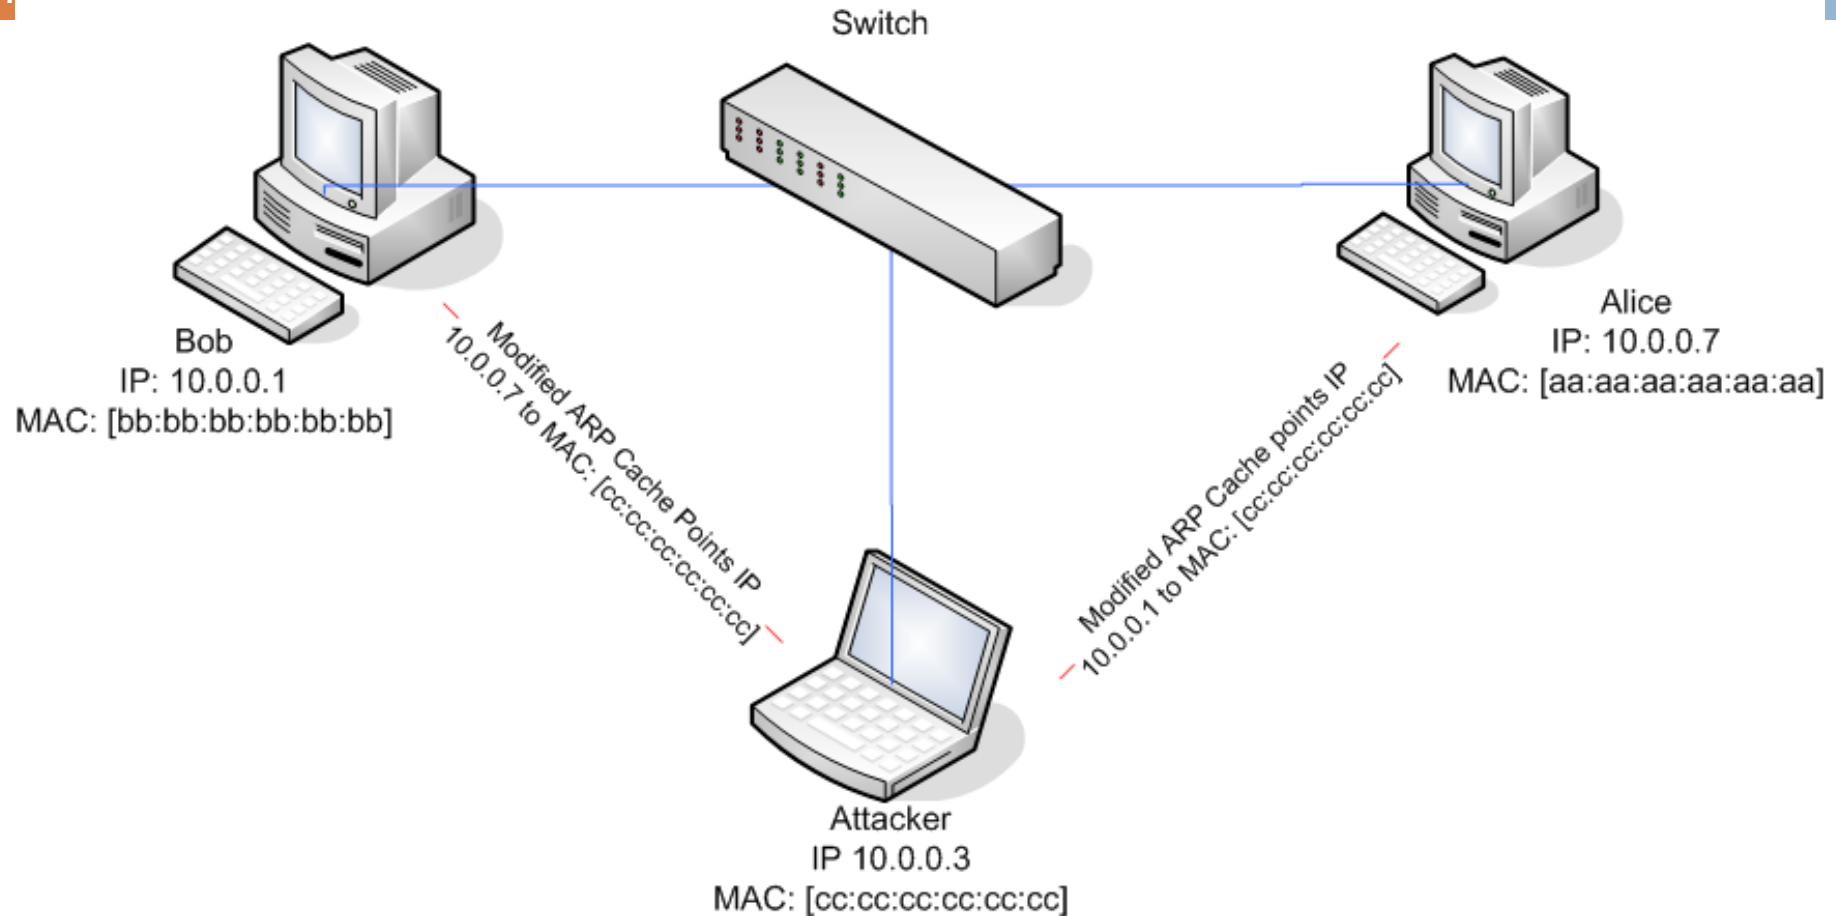 Switch
Bob
IP: 10.0.0.1
MAC: [bb:bb:bb:bb:bb:bb]
Alice
IP: 10.0.0.7
MAC: [aa:aa:aa:aa:aa:aa]
Modified ARP Cache Points IP
10.0.0.7 to MAC: [cc:cc:cc:cc:cc:cc]
Modified ARP Cache points IP
10.0.0.1 to MAC: [cc:cc:cc:cc:cc:cc]
Attacker
IP 10.0.0.3
MAC: [cc:cc:cc:cc:cc:cc]